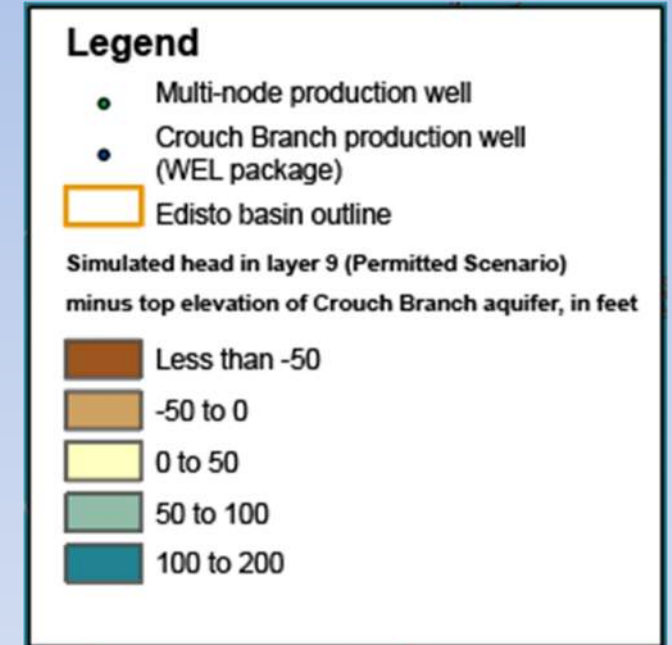 Legend
Multi-node production well
Crouch Branch production well
(WEL package)
Edisto basin outline
Simulated head in layer 9 (Permitted Scenario)
minus top elevation of Crouch Branch aquifer, in feet
Less than -50
-50 to 0
0 to 50
50 to 100
100 to 200